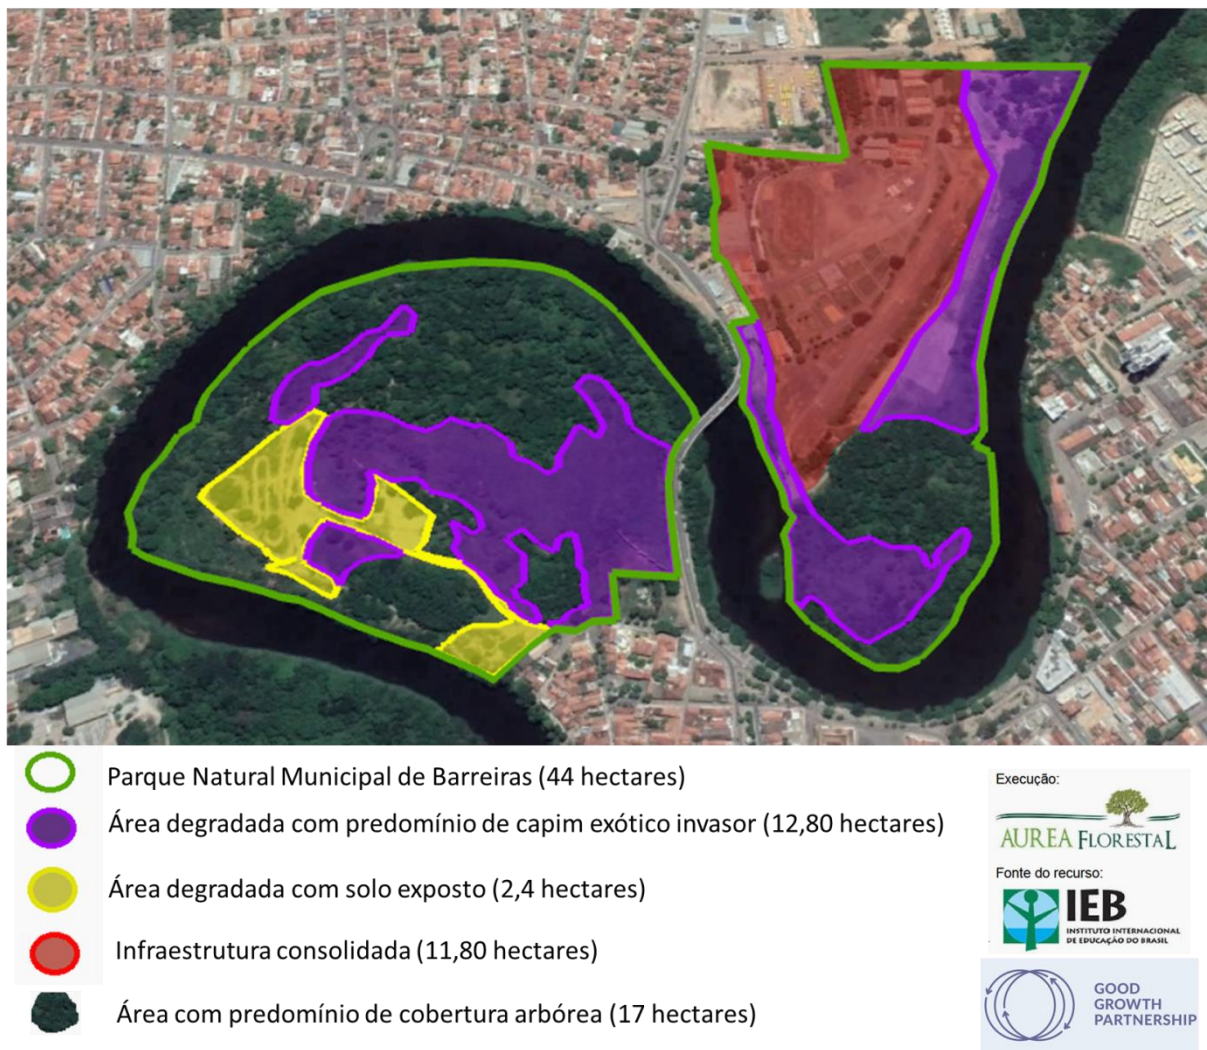 Parque Natural Municipal de Barreiras (44 hectares)
Área degradada com predomínio de capim exótico invasor (12,80 hectares)
Área degradada com solo exposto (2,4 hectares)
Infraestrutura consolidada (11,80 hectares)
Área com predomínio de cobertura arbórea (17 hectares)
Execução:
AUREA FLORESTAL
Fonte do recurso:
IEB
INSTITUTO INTERNACIONAL
DE EDUCAÇÃO DO BRASIL
GOOD
GROWTH
PARTNERSHIP